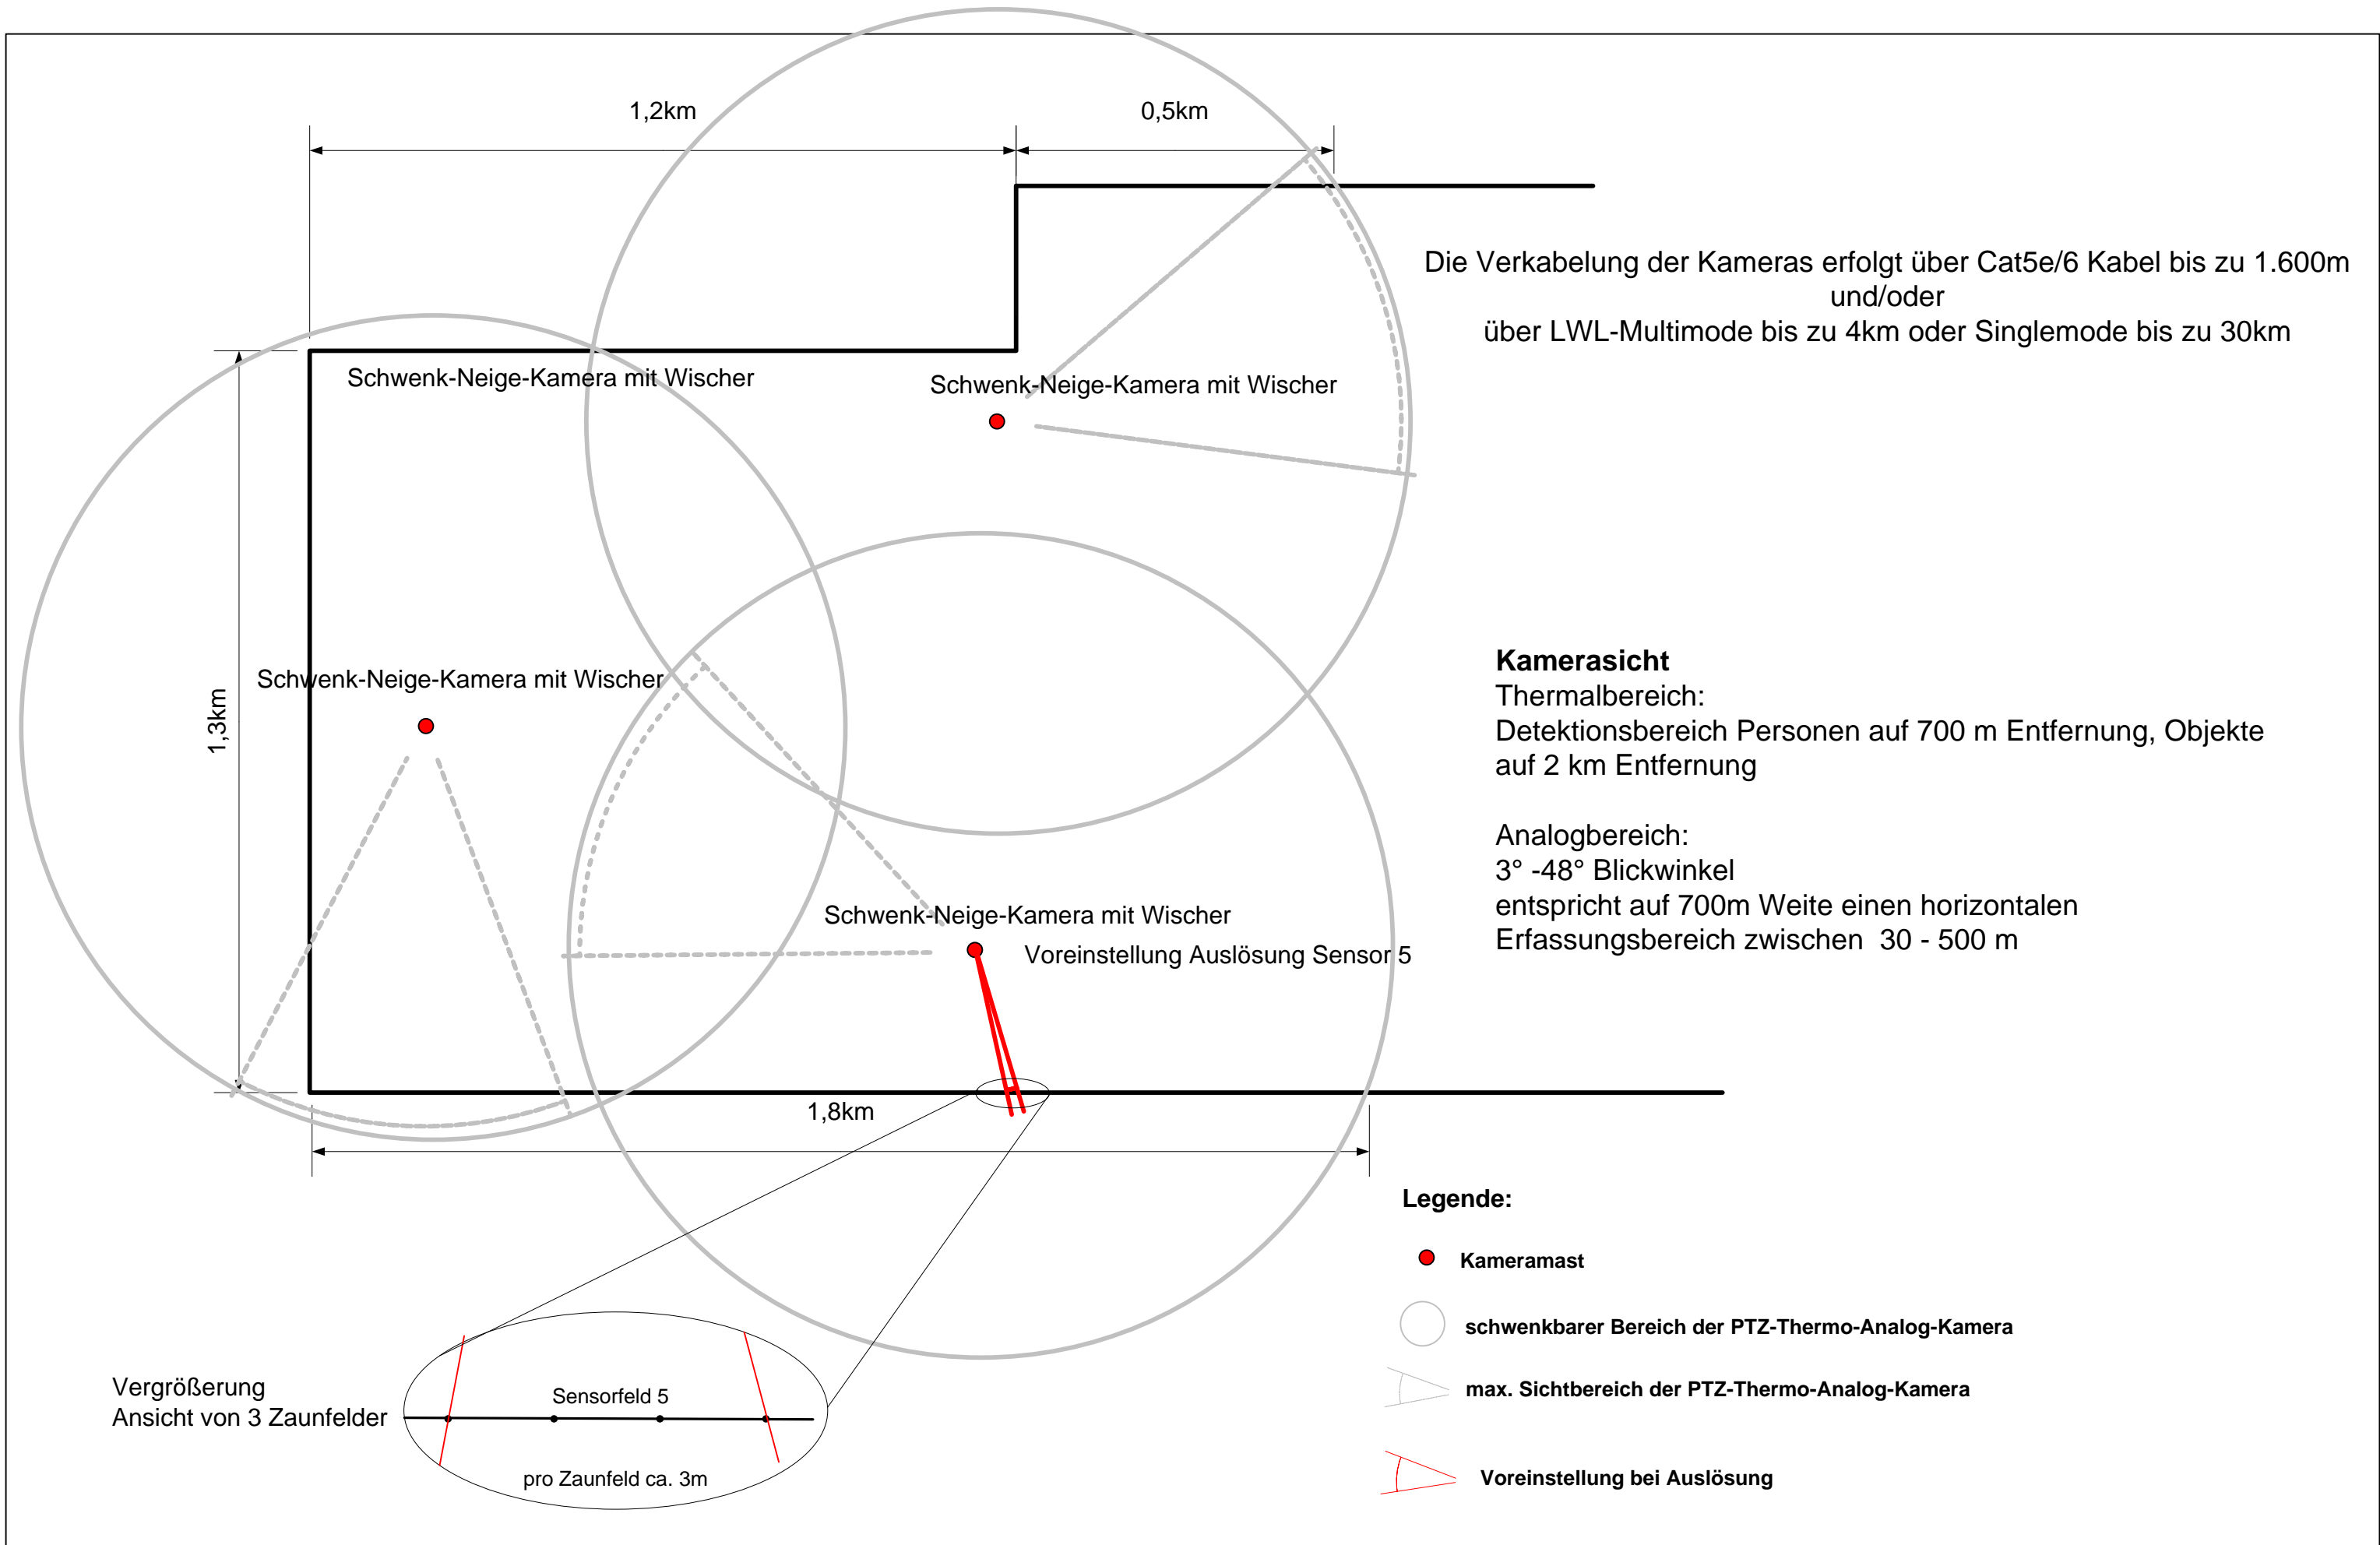 1,2km
0,5km
Die Verkabelung der Kameras erfolgt über Cat5e/6 Kabel bis zu 1.600m
und/oder
über LWL-Multimode bis zu 4km oder Singlemode bis zu 30km
Schwenk-Neige-Kamera mit Wischer
Schwenk-Neige-Kamera mit Wischer
Schwenk-Neige-Kamera mit Wischer
1,3km
Kamerasicht
Thermalbereich:
Detektionsbereich Personen auf 700 m Entfernung, Objekte
auf 2 km Entfernung
Analogbereich:
3° -48° Blickwinkel
entspricht auf 700m Weite einen horizontalen
Erfassungsbereich zwischen  30 - 500 m
Schwenk-Neige-Kamera mit Wischer
Voreinstellung Auslösung Sensor 5
1,8km
Legende:
Kameramast
schwenkbarer Bereich der PTZ-Thermo-Analog-Kamera
max. Sichtbereich der PTZ-Thermo-Analog-Kamera
Voreinstellung bei Auslösung
Vergrößerung
Ansicht von 3 Zaunfelder
Sensorfeld 5
pro Zaunfeld ca. 3m